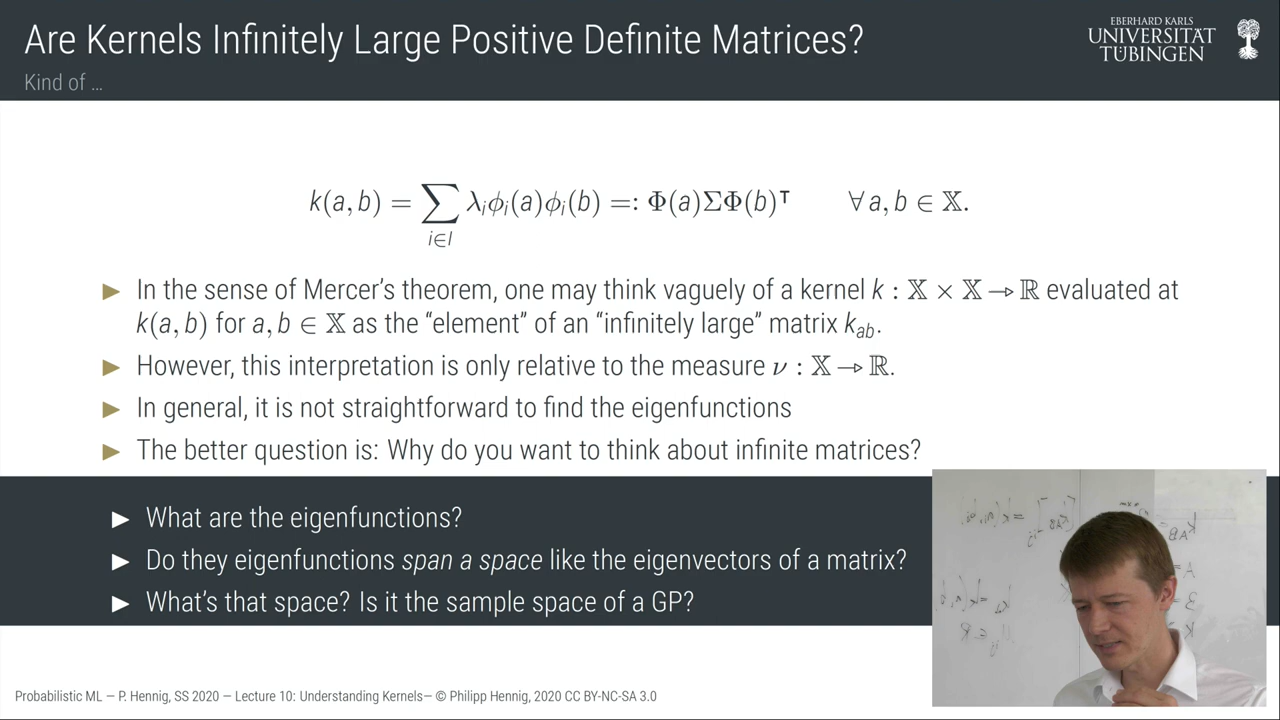 Are Kernels Infinitely Large Positive Definite Matrices?
Kind of …
EBERHARD KARLS
UNIVERSITÄT
TÜBINGEN
k(a, b) = ∑_{i∈I} λᵢϕᵢ(a)ϕᵢ(b) =: Φ(a)ΣΦ(b)ᵀ ∀ a, b ∈ 𝕏.
▶ In the sense of Mercer's theorem, one may think vaguely of a kernel k : 𝕏 × 𝕏 → ℝ evaluated at
k(a, b) for a, b ∈ 𝕏 as the “element” of an “infinitely large” matrix k_{ab}.
▶ However, this interpretation is only relative to the measure ν : 𝕏 → ℝ.
▶ In general, it is not straightforward to find the eigenfunctions
▶ The better question is: Why do you want to think about infinite matrices?
▶ What are the eigenfunctions?
▶ Do they eigenfunctions span a space like the eigenvectors of a matrix?
▶ What's that space? Is it the sample space of a GP?
Probabilistic ML — P. Hennig, SS 2020 — Lecture 10: Understanding Kernels— © Philipp Hennig, 2020 CC BY-NC-SA 3.0